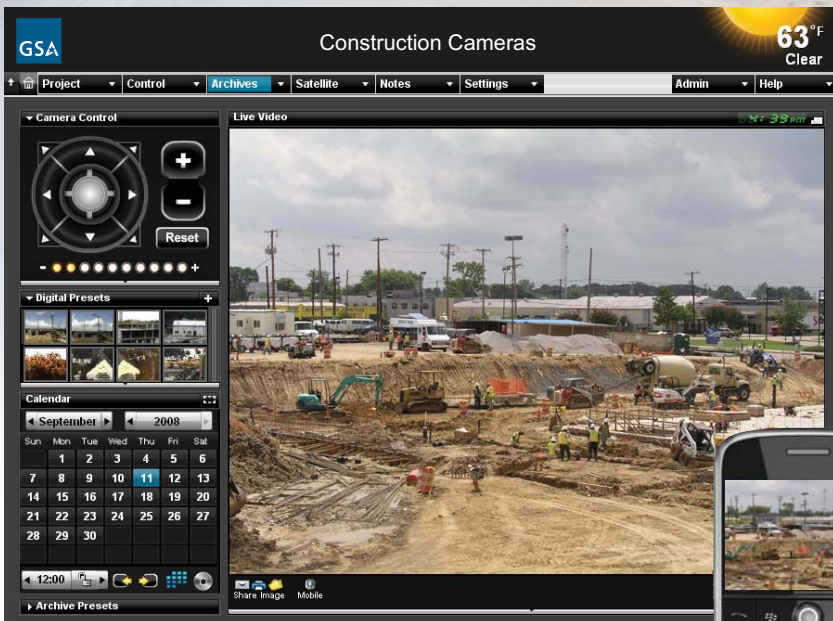 GSA
Construction Cameras
63°F
Clear
Project Control Archives Satellite Notes Settings Admin Help
Camera Control
+
-
Reset
- +
Digital Presets +
Calendar
September 2008
Sun Mon Tue Wed Thu Fri Sat
1 2 3 4 5 6
7 8 9 10 11 12 13
14 15 16 17 18 19 20
21 22 23 24 25 26 27
28 29 30
12:00
Archive Presets
Live Video
4:39 PM
Share Image Mobile